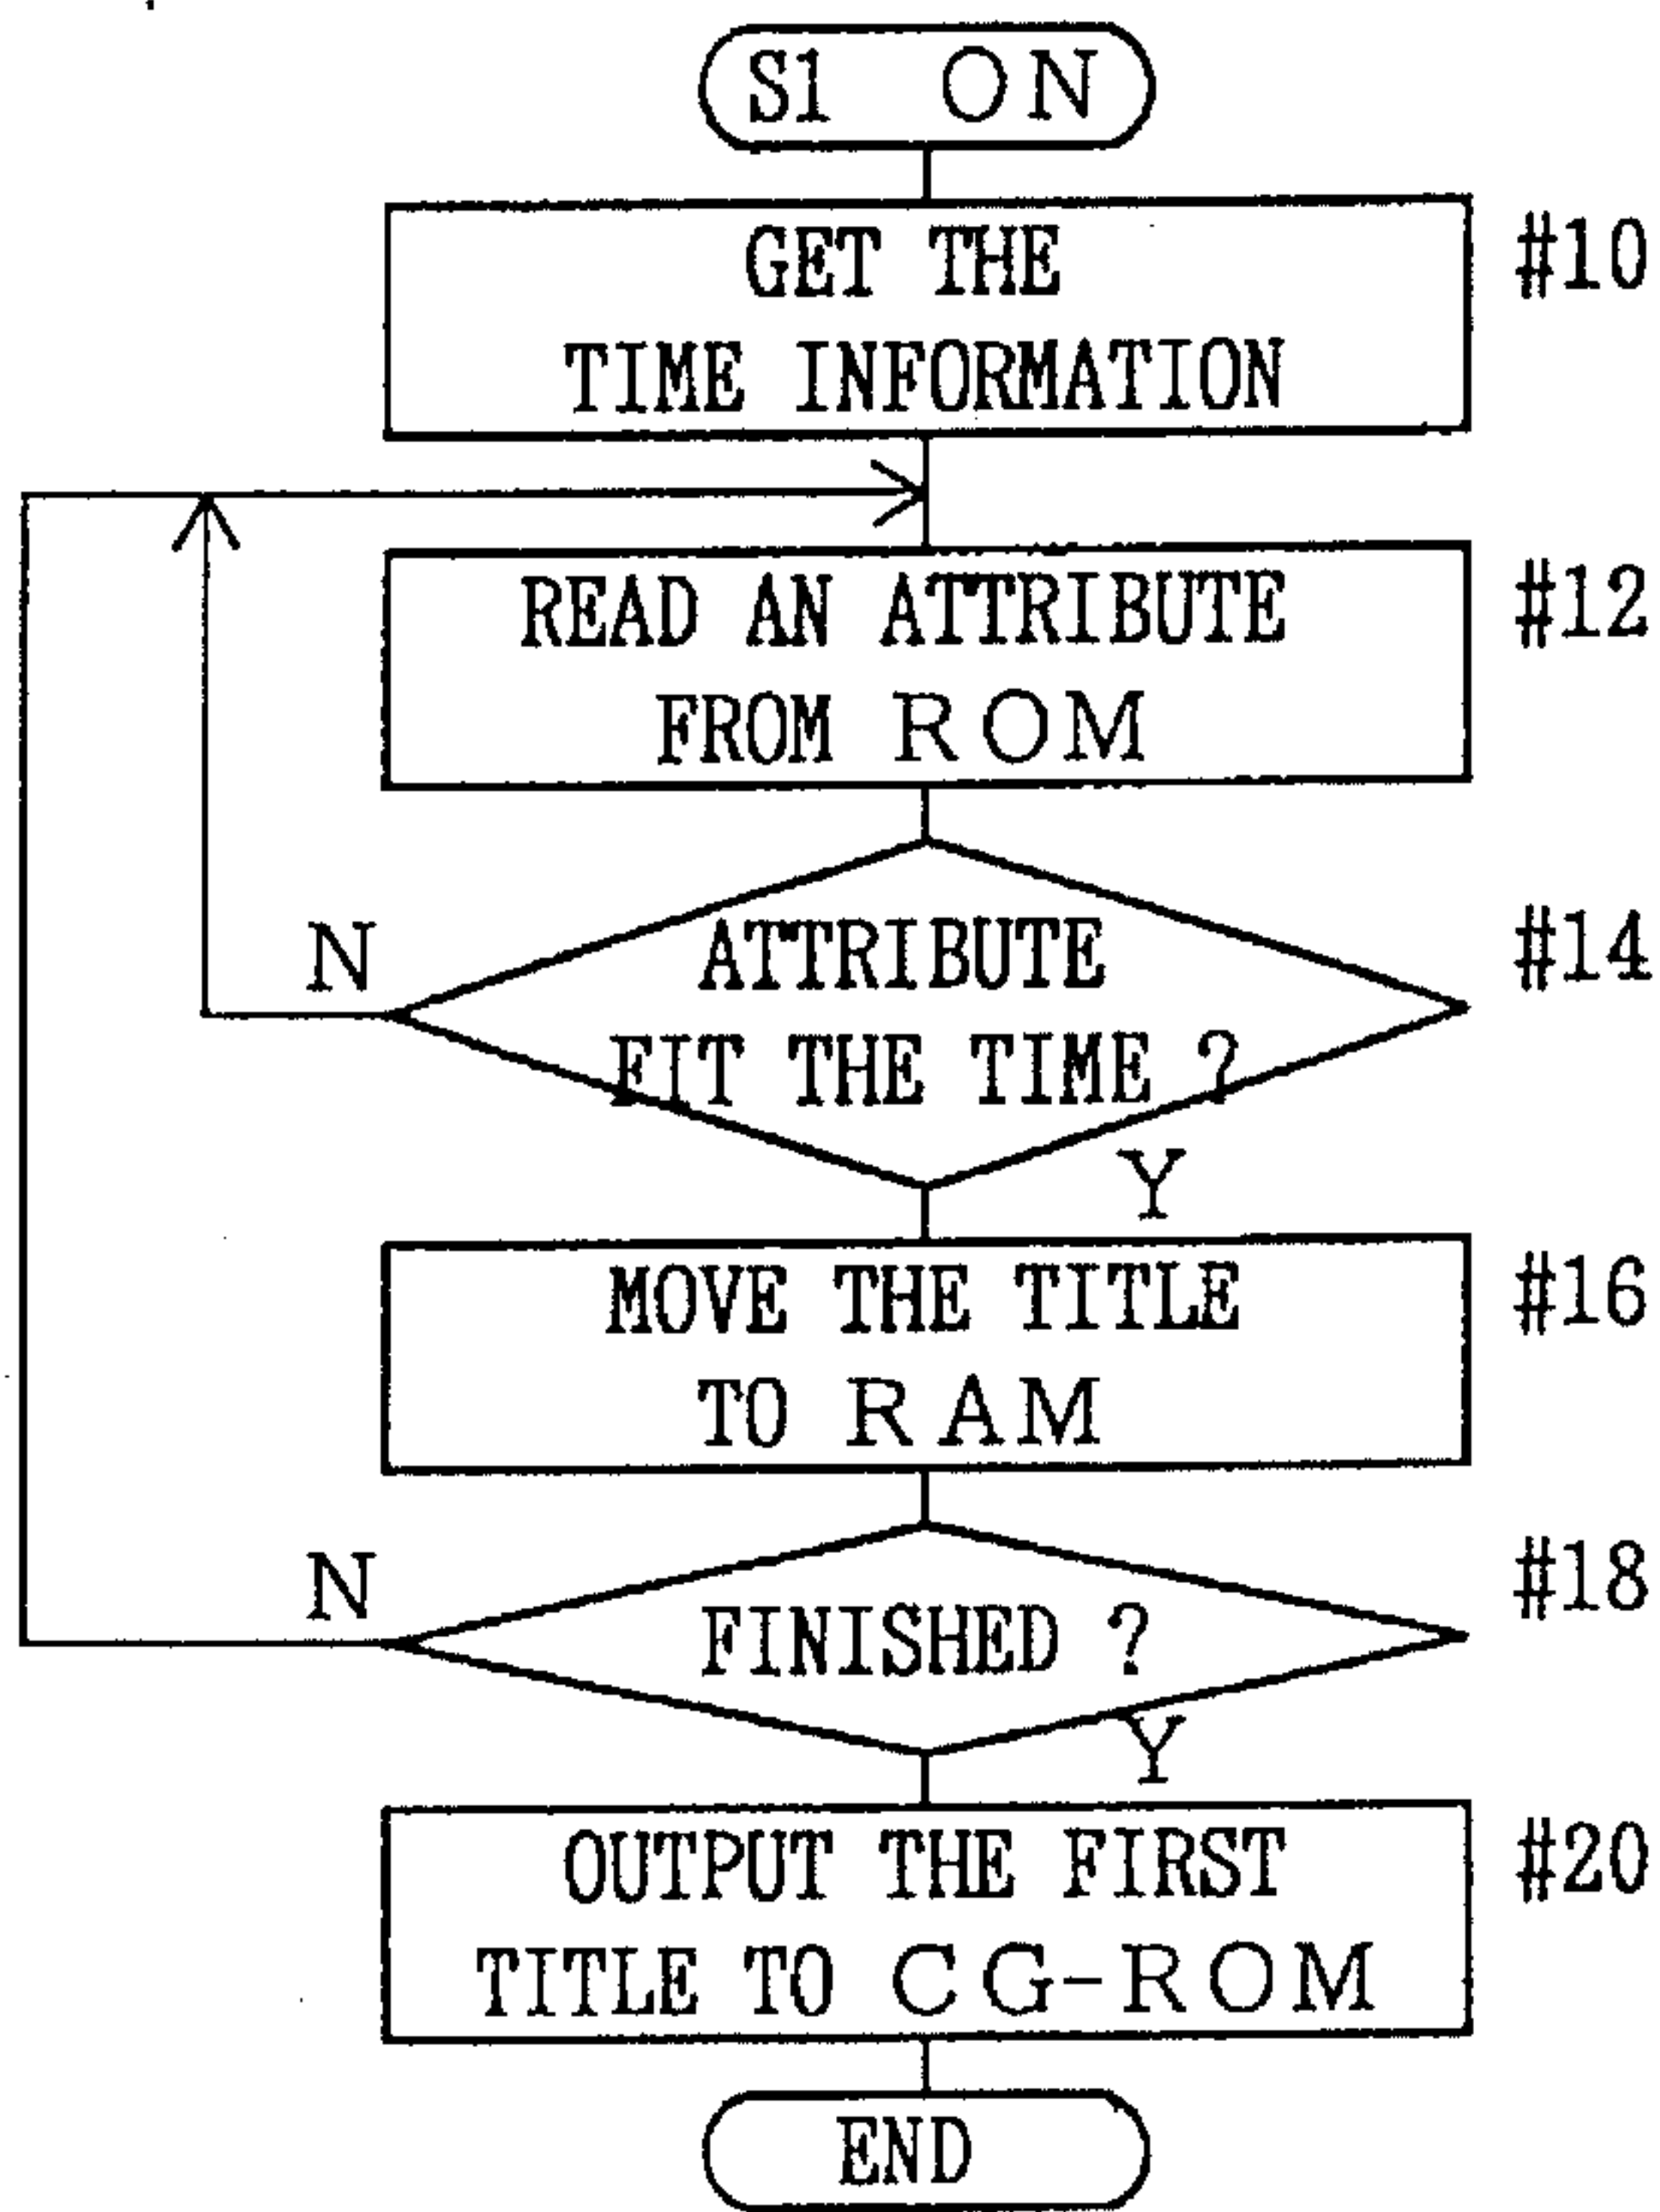 S1 ON
GET THE #10
TIME INFORMATION
READ AN ATTRIBUTE #12
FROM ROM
N ATTRIBUTE #14
FIT THE TIME ?
Y
MOVE THE TITLE #16
TO RAM
N #18
FINISHED ?
Y
OUTPUT THE FIRST #20
TITLE TO CG-ROM
END